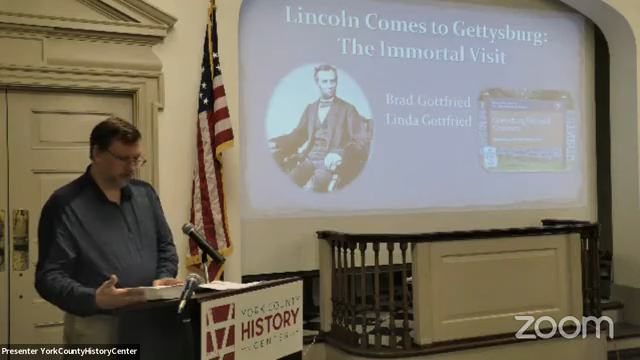 Lincoln Comes to Gettysburg:
The Immortal Visit
Brad Gottfried
Linda Gottfried
YORK COUNTY
HISTORY
CENTER
Presenter YorkCountyHistoryCenter
zoom